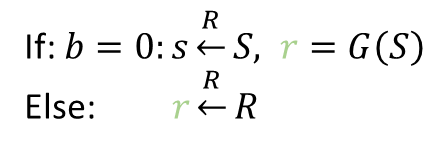 If: b = 0: s ←ᴿ S, r = G(S)
Else: r ←ᴿ R